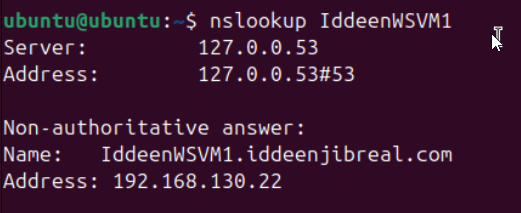 ubuntu@ubuntu:~$ nslookup IddeenWSVM1
Server: 127.0.0.53
Address: 127.0.0.53#53
Non-authoritative answer:
Name: IddeenWSVM1.iddeenjibreal.com
Address: 192.168.130.22